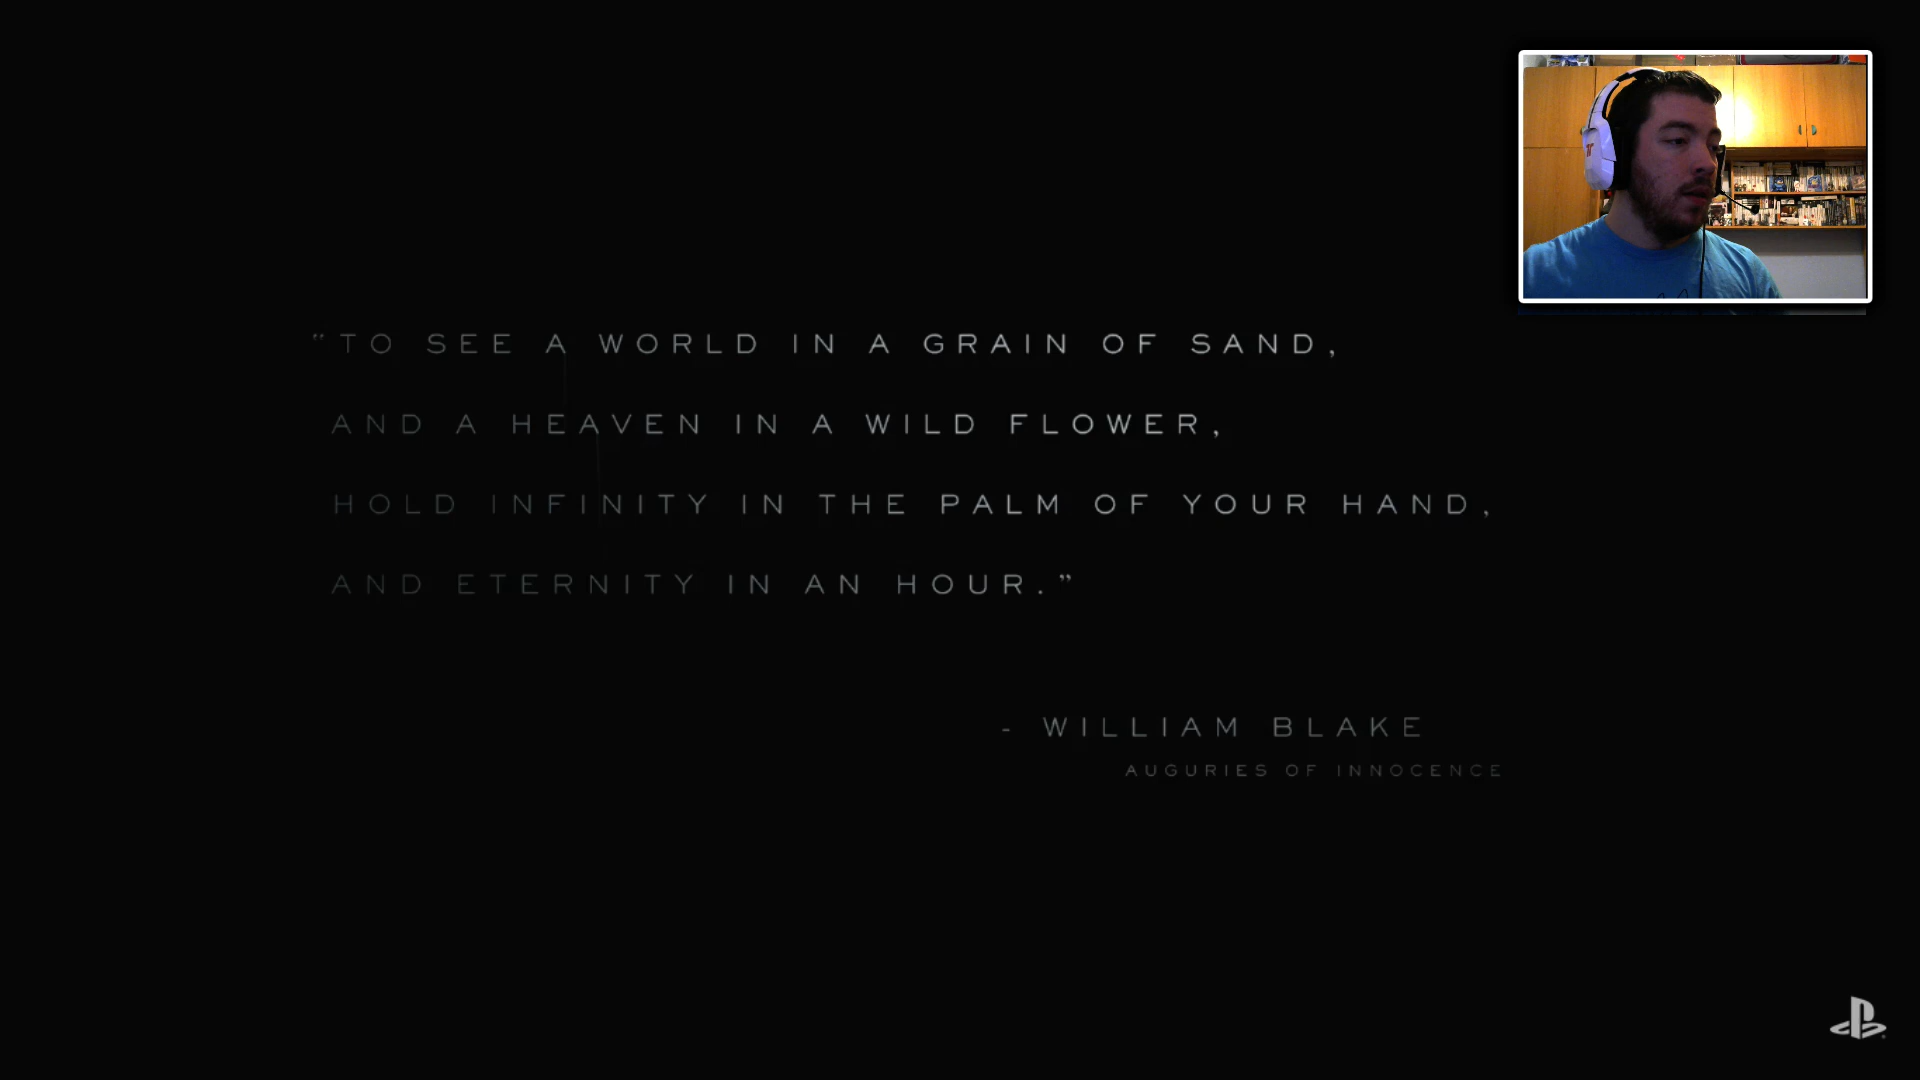 “TO SEE A WORLD IN A GRAIN OF SAND,
AND A HEAVEN IN A WILD FLOWER,
HOLD INFINITY IN THE PALM OF YOUR HAND,
AND ETERNITY IN AN HOUR.”
- WILLIAM BLAKE
AUGURIES OF INNOCENCE